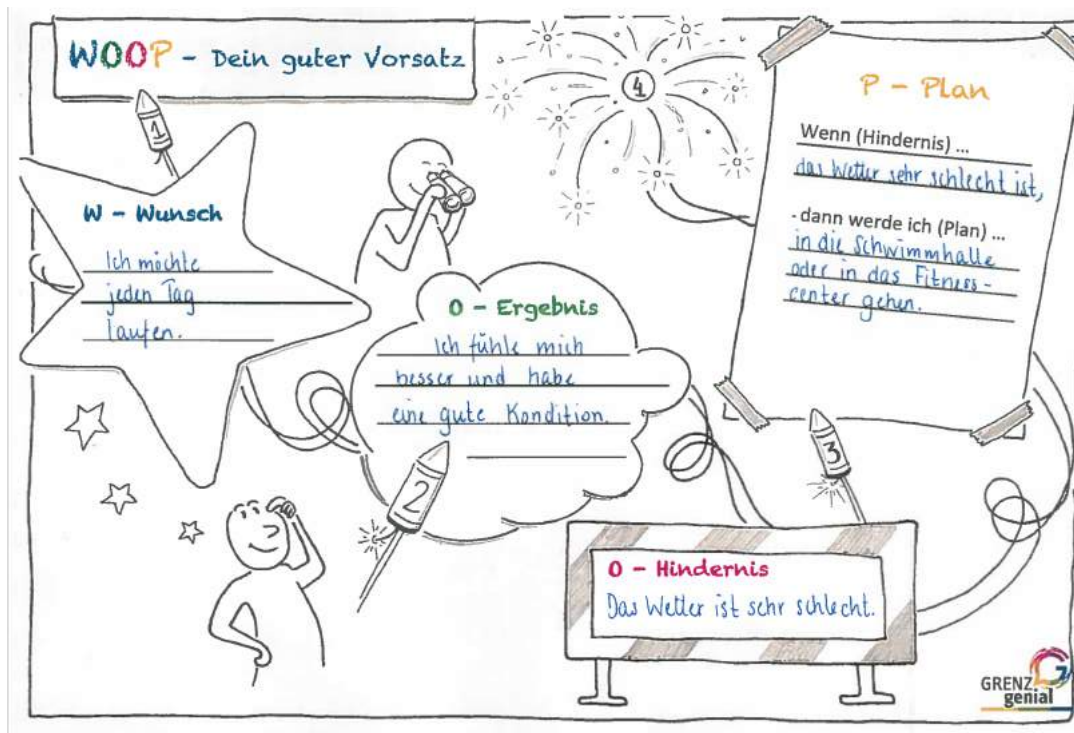 WOOP - Dein guter Vorsatz
1
W - Wunsch
Ich möchte
jeden Tag
laufen.
O - Ergebnis
Ich fühle mich
besser und habe
eine gute Kondition.
2
O - Hindernis
Das Wetter ist sehr schlecht.
3
4
P - Plan
Wenn (Hindernis) ...
das Wetter sehr schlecht ist,
- dann werde ich (Plan) ...
in die Schwimmhalle
oder in das Fitness-
center gehen.
GRENZ
genial